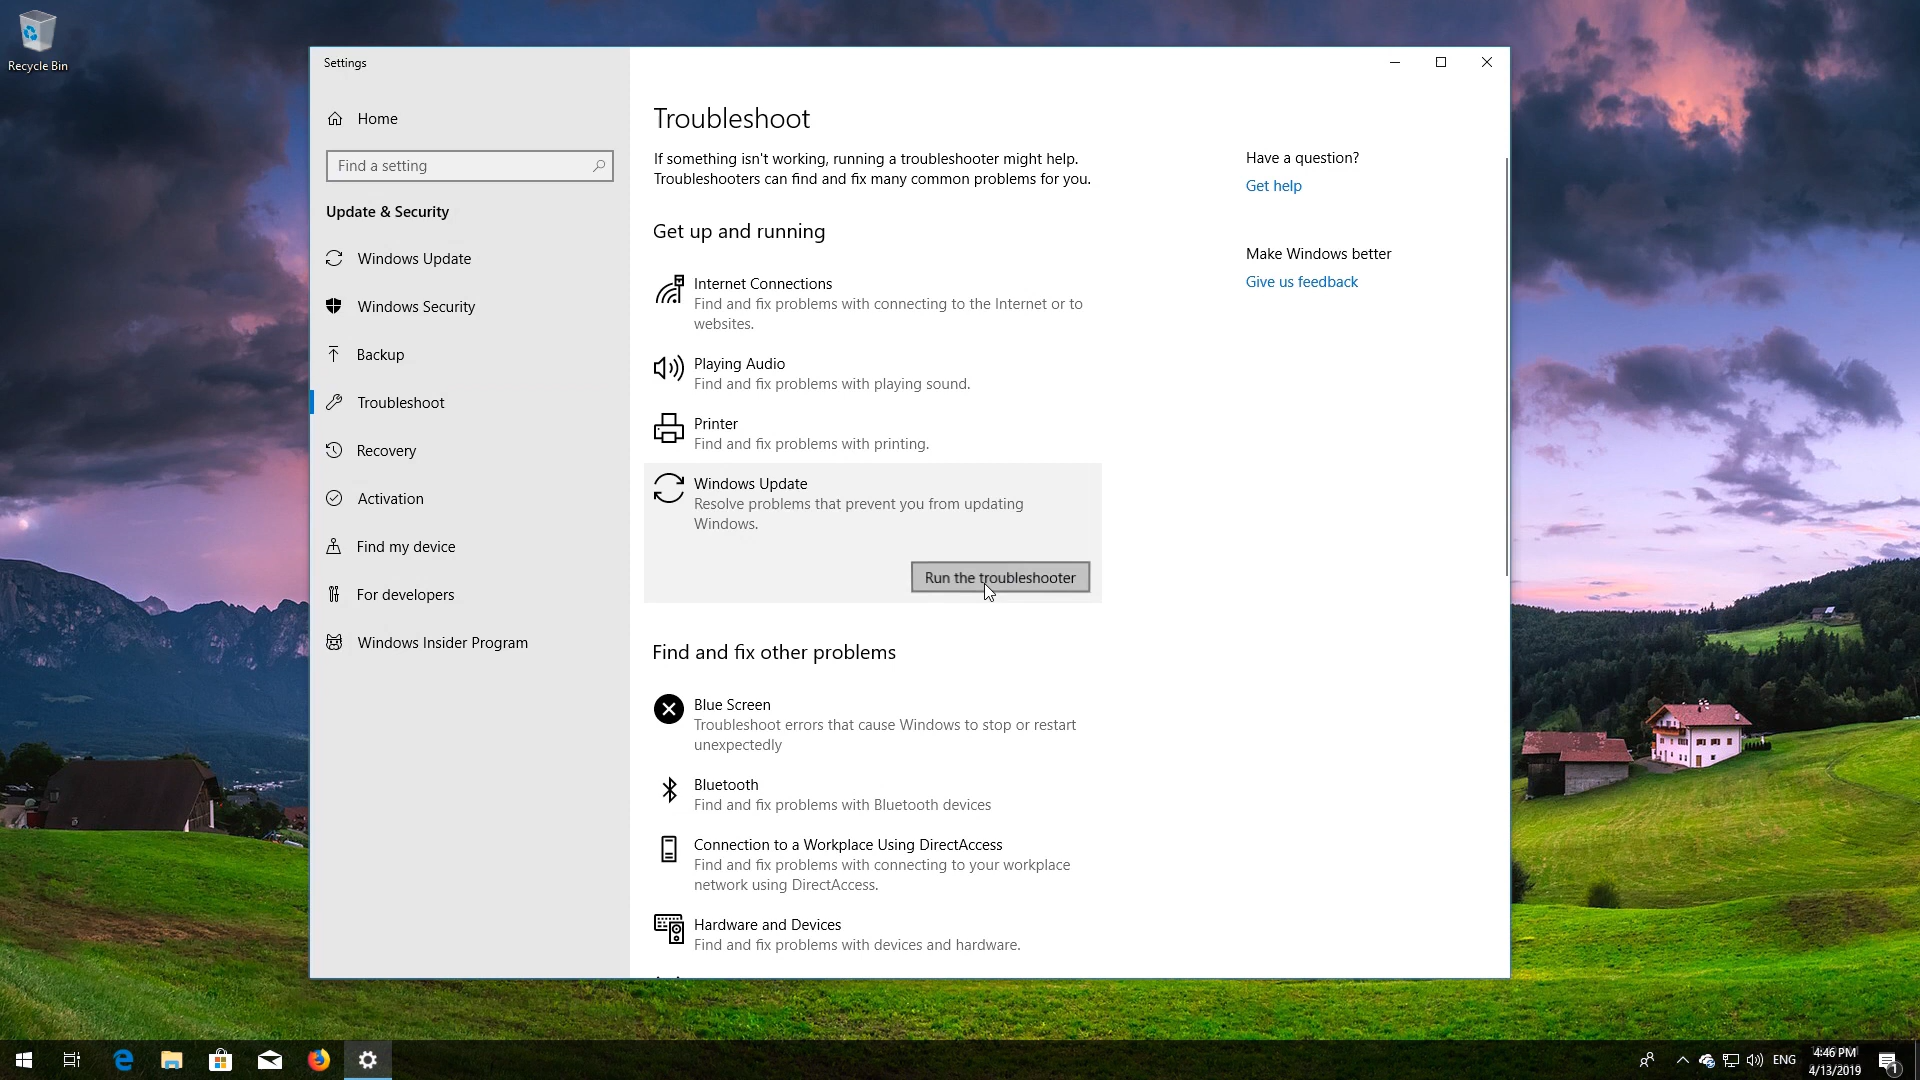 Recycle Bin
Settings
Home
Find a setting
Update & Security
Windows Update
Windows Security
Backup
Troubleshoot
Recovery
Activation
Find my device
For developers
Windows Insider Program
Troubleshoot
If something isn't working, running a troubleshooter might help.
Troubleshooters can find and fix many common problems for you.
Get up and running
Internet Connections
Find and fix problems with connecting to the Internet or to
websites.
Playing Audio
Find and fix problems with playing sound.
Printer
Find and fix problems with printing.
Windows Update
Resolve problems that prevent you from updating
Windows.
Run the troubleshooter
Find and fix other problems
Blue Screen
Troubleshoot errors that cause Windows to stop or restart
unexpectedly
Bluetooth
Find and fix problems with Bluetooth devices
Connection to a Workplace Using DirectAccess
Find and fix problems with connecting to your workplace
network using DirectAccess.
Hardware and Devices
Find and fix problems with devices and hardware.
Have a question?
Get help
Make Windows better
Give us feedback
ENG
4:46 PM
4/13/2019
1